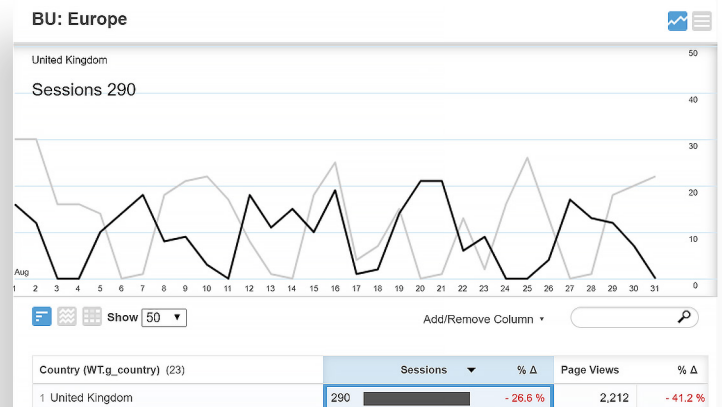 BU: Europe
United Kingdom
Sessions 290
50
40
30
20
10
0
Aug
1 2 3 4 5 6 7 8 9 10 11 12 13 14 15 16 17 18 19 20 21 22 23 24 25 26 27 28 29 30 31
Show 50 ▼
Add/Remove Column ▾
Country (WT.g_country) (23) Sessions ▼ % Δ Page Views % Δ
1 United Kingdom 290 - 26.6 % 2,212 - 41.2 %